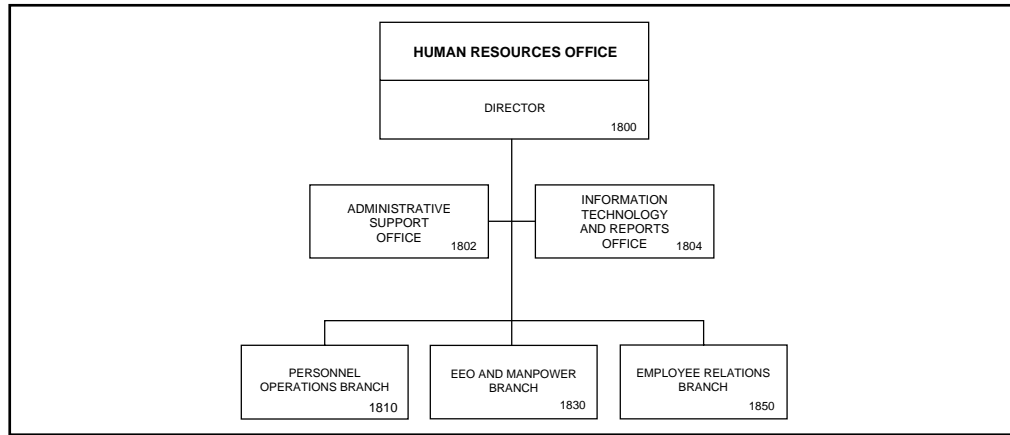 HUMAN RESOURCES OFFICE
DIRECTOR
1800
ADMINISTRATIVE
SUPPORT
OFFICE
1802
INFORMATION
TECHNOLOGY
AND REPORTS
OFFICE
1804
PERSONNEL
OPERATIONS BRANCH
1810
EEO AND MANPOWER
BRANCH
1830
EMPLOYEE RELATIONS
BRANCH
1850